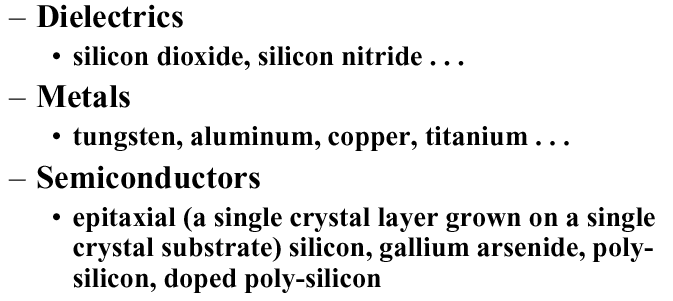 – Dielectrics
• silicon dioxide, silicon nitride . . .
– Metals
• tungsten, aluminum, copper, titanium . . .
– Semiconductors
• epitaxial (a single crystal layer grown on a single
crystal substrate) silicon, gallium arsenide, poly-
silicon, doped poly-silicon